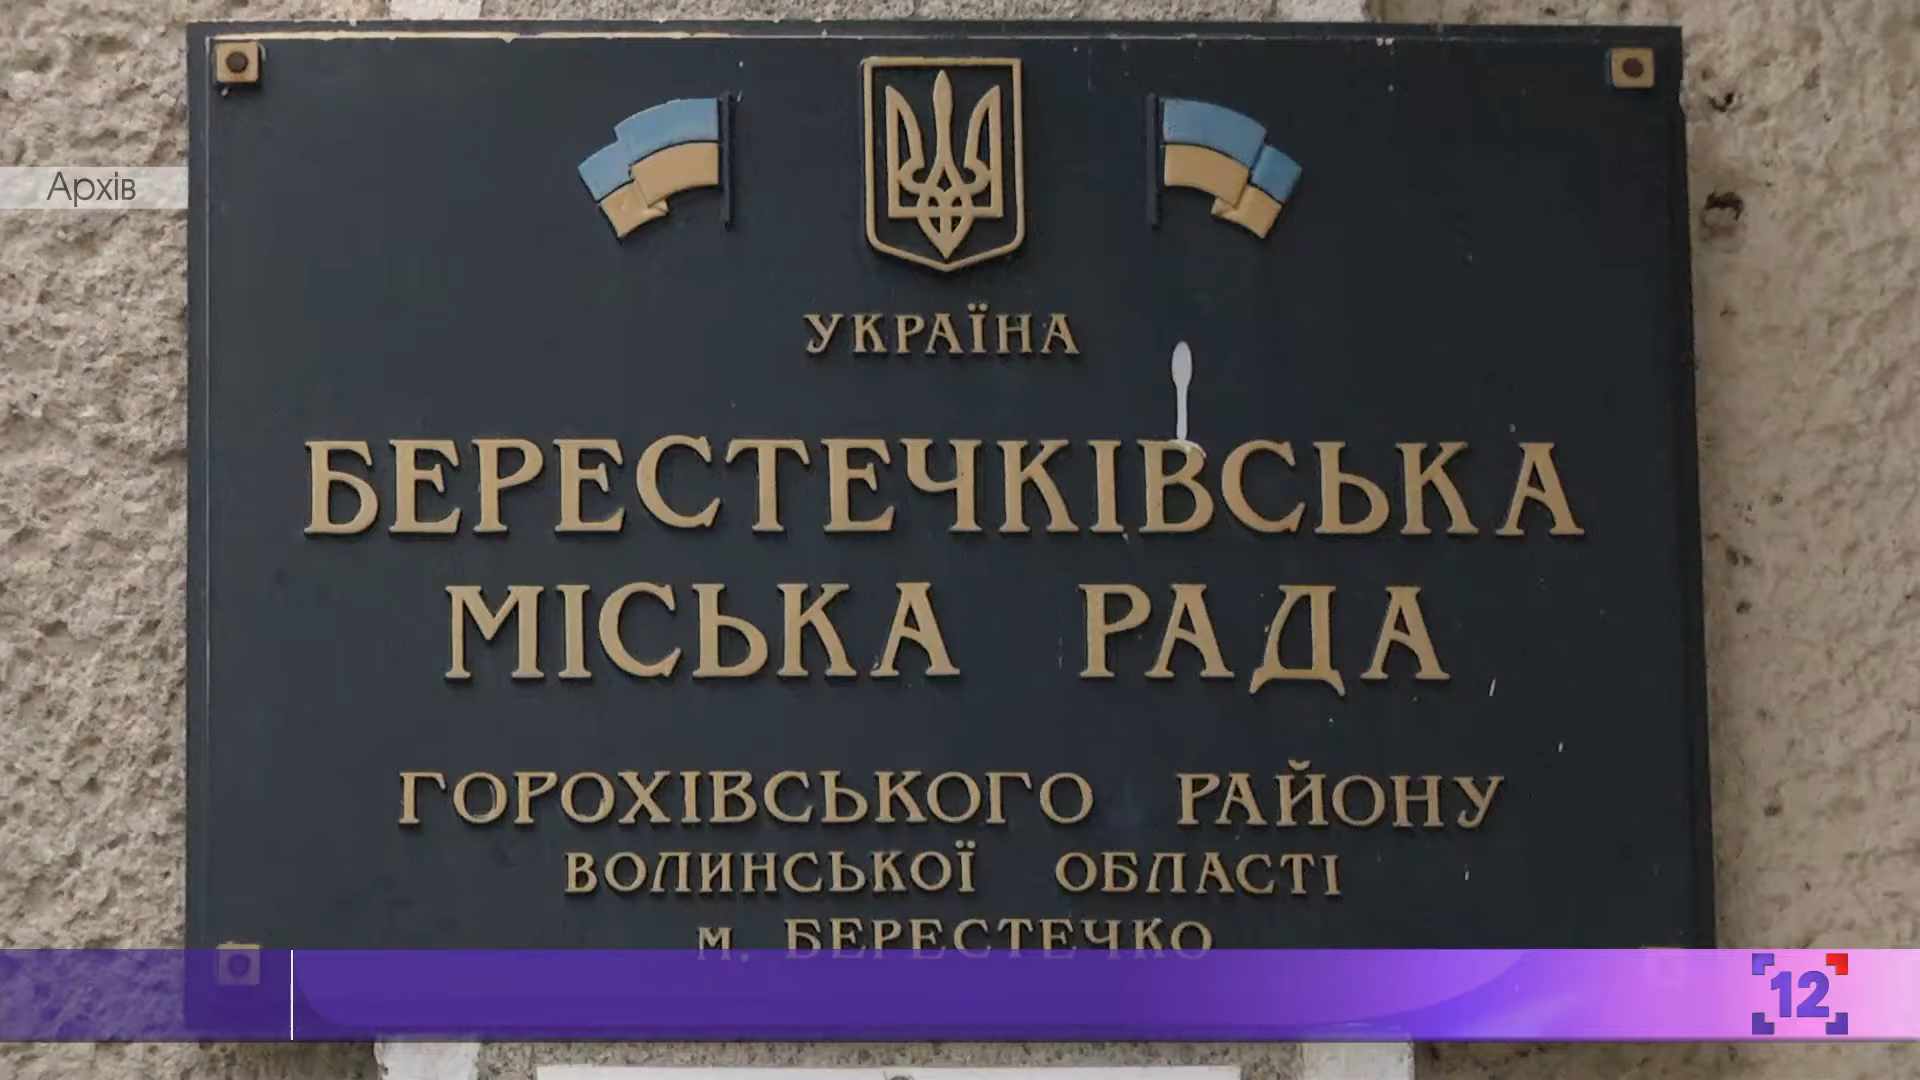 Архів
УКРАЇНА
БЕРЕСТЕЧКІВСЬКА
МІСЬКА РАДА
ГОРОХІВСЬКОГО РАЙОНУ
ВОЛИНСЬКОЇ ОБЛАСТІ
м. БЕРЕСТЕЧКО
12